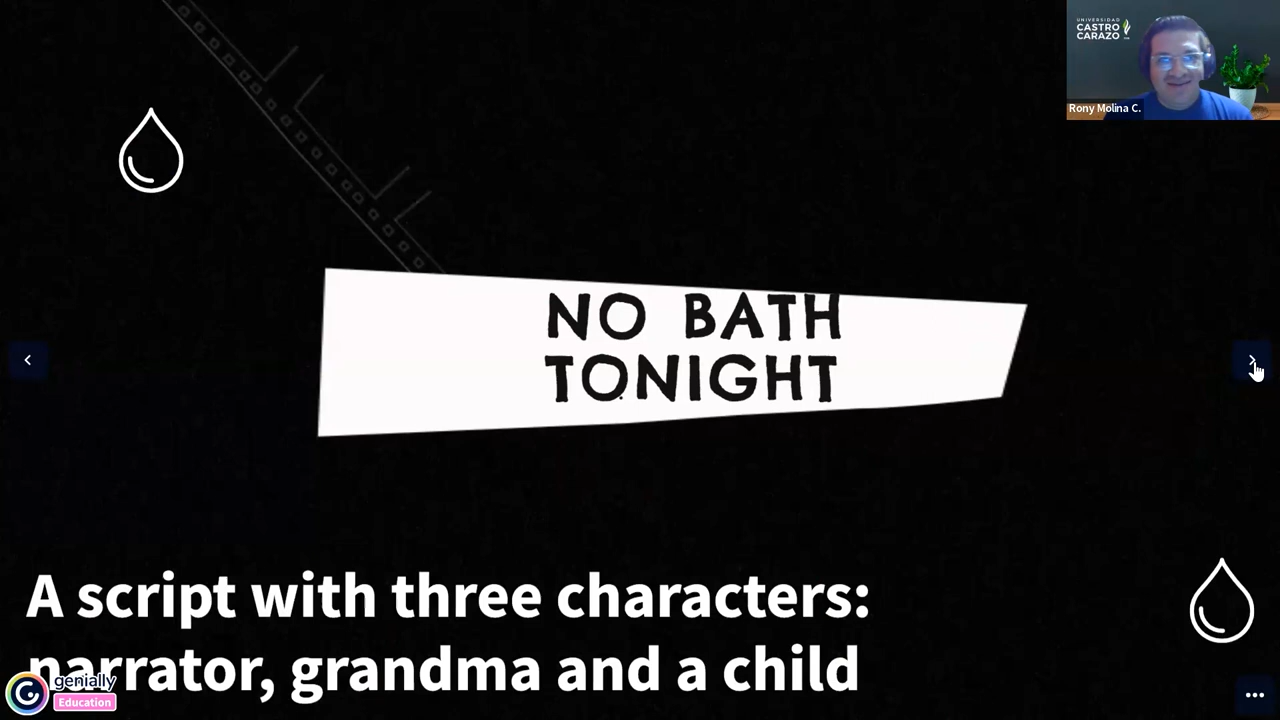 UNIVERSIDAD
CASTRO
CARAZO
Rony Molina C.
NO BATH
TONIGHT
A script with three characters:
narrator, grandma and a child
genially
Education